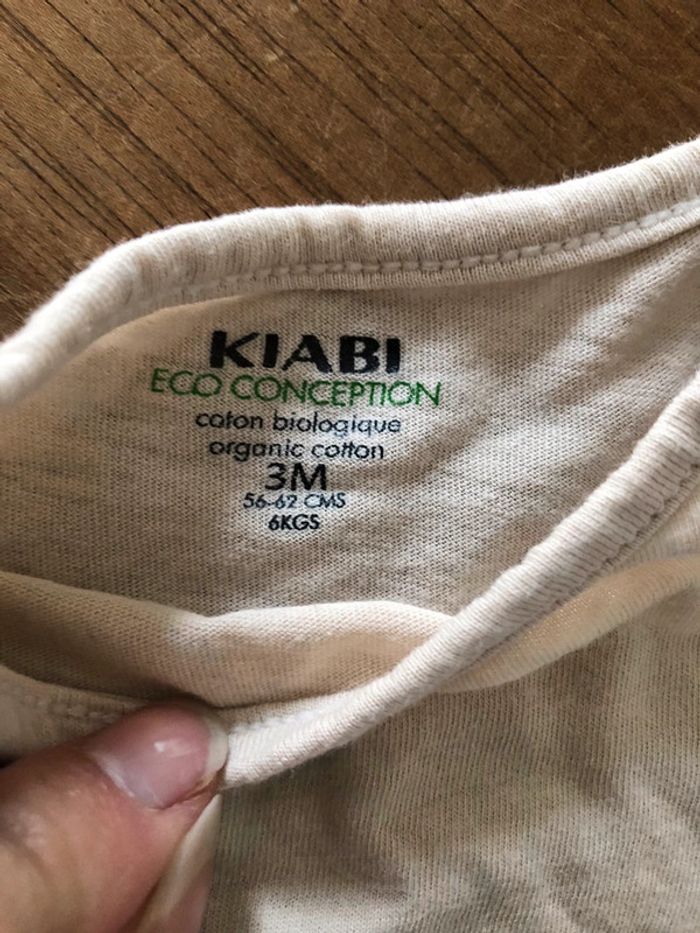 KIABI
ECO CONCEPTION
coton biologique
organic cotton
3M
56-62 CMS
6KGS